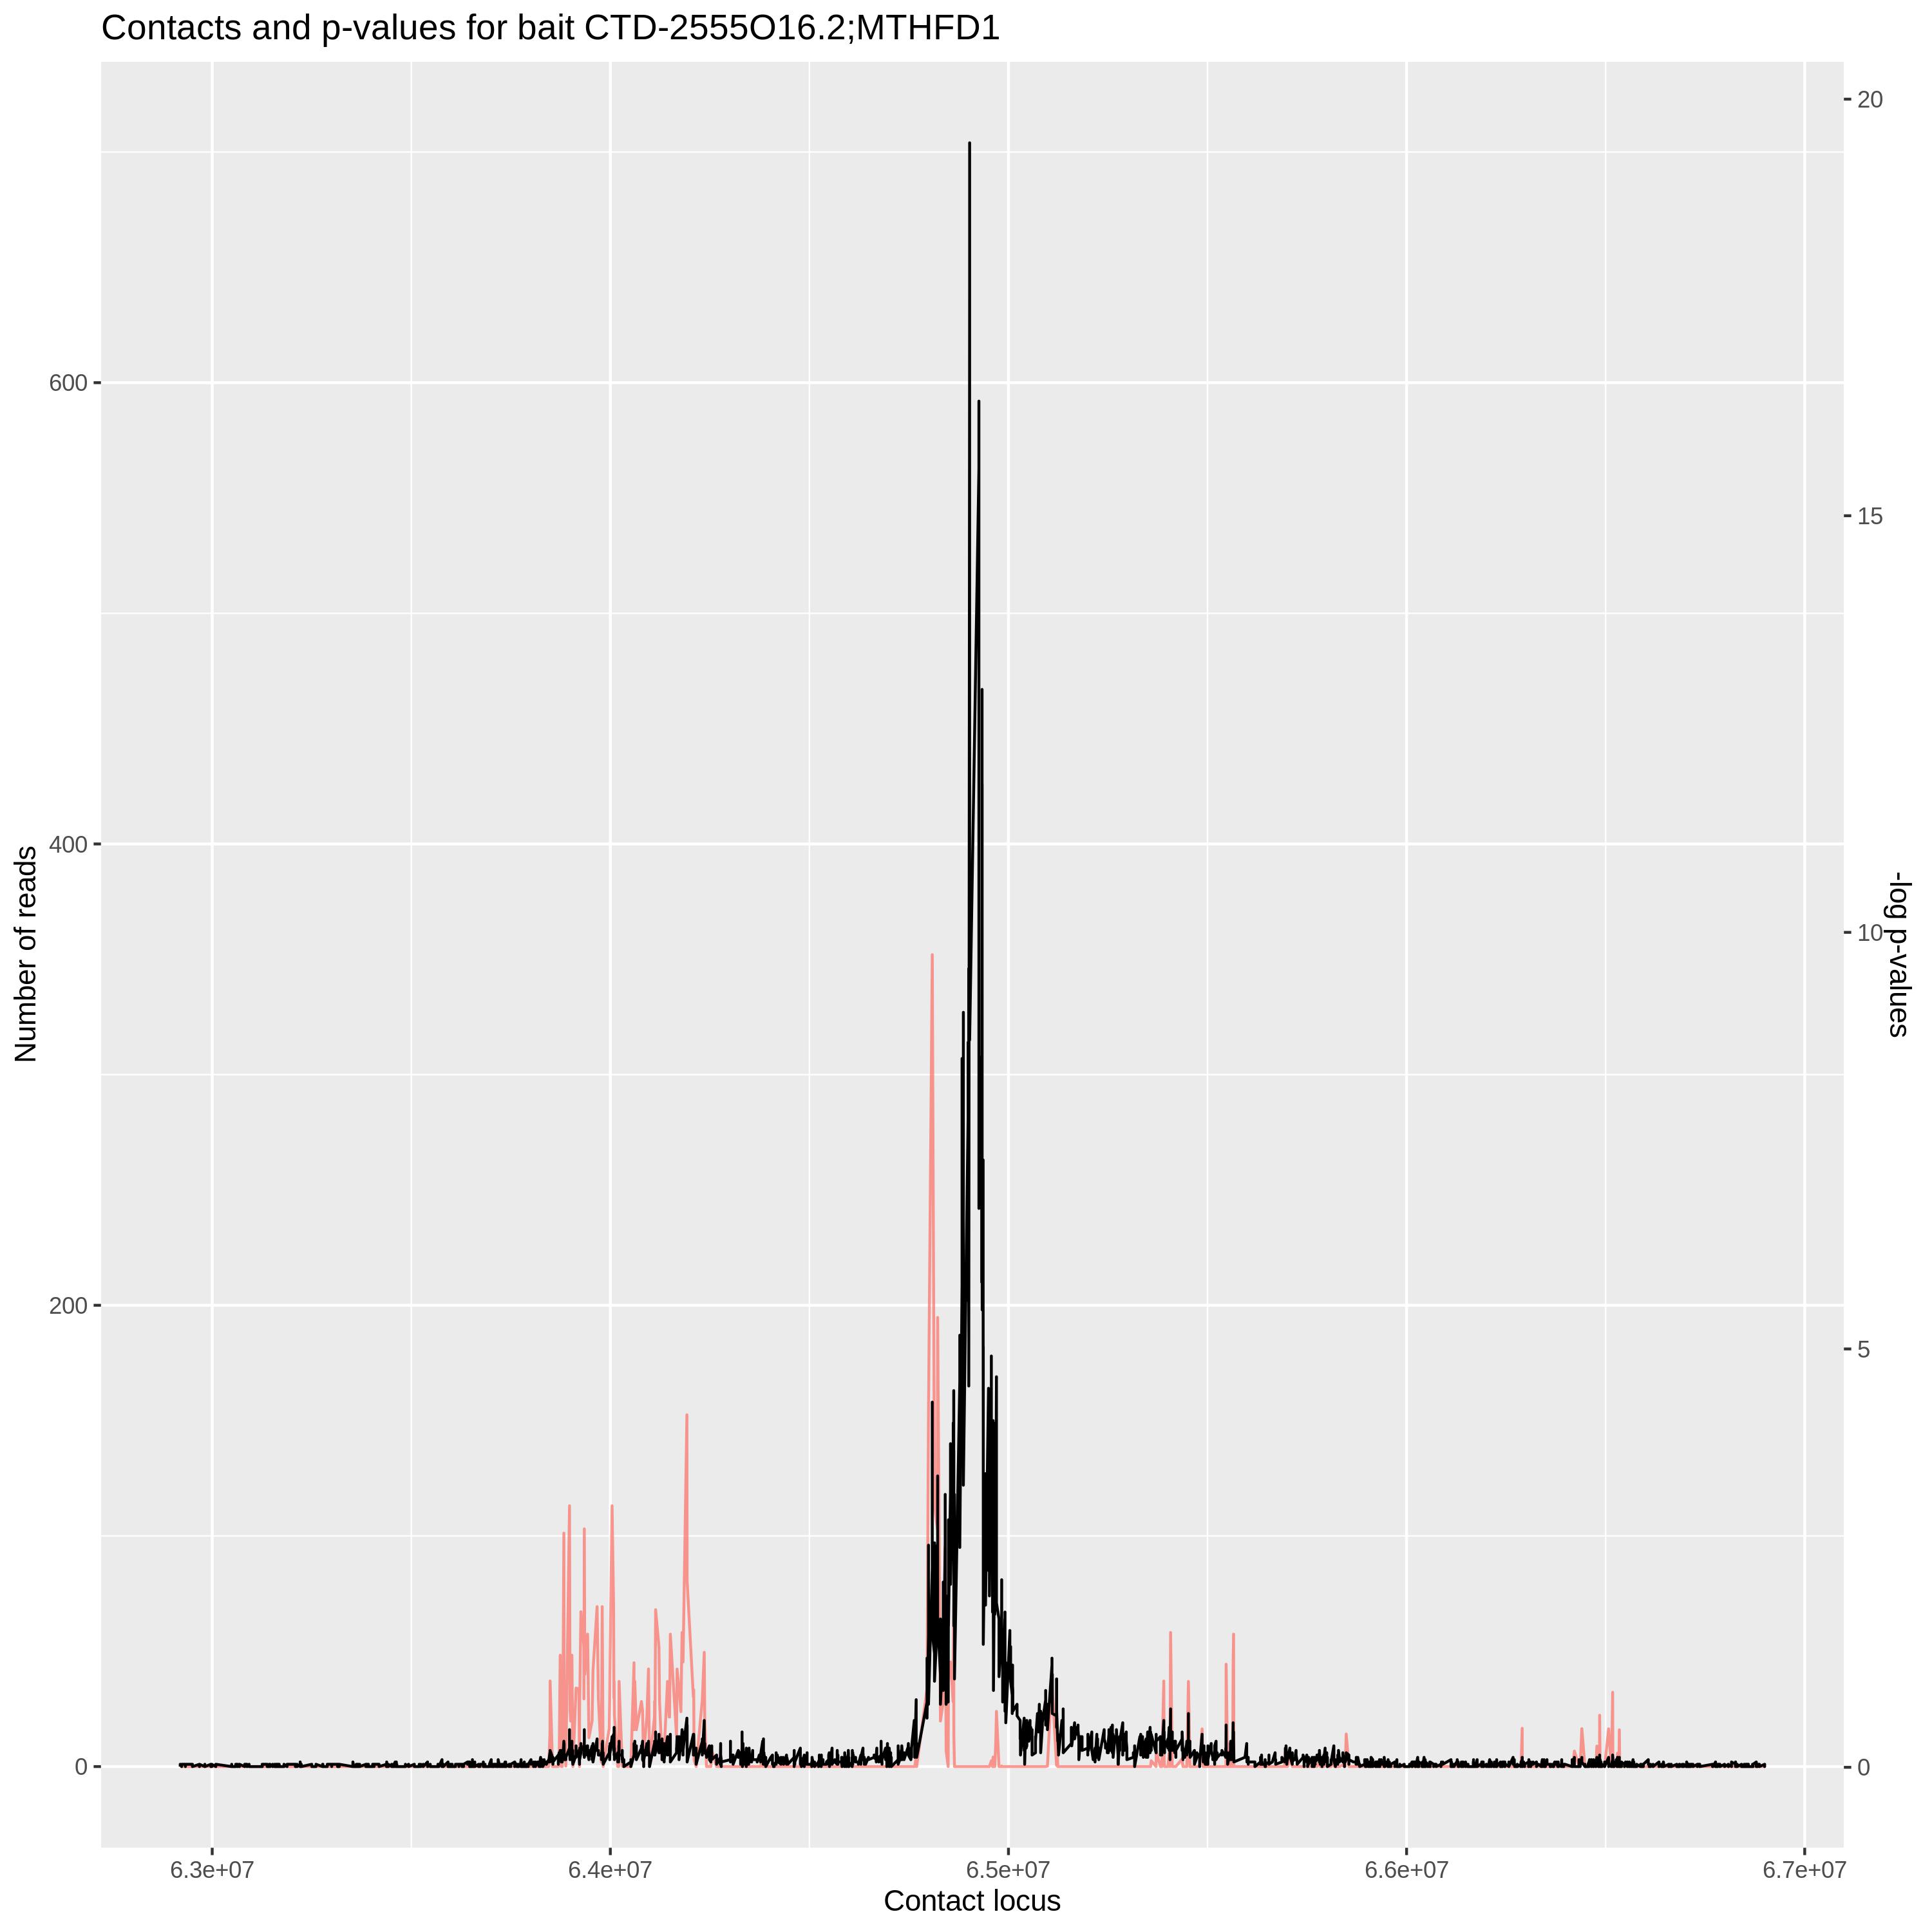 Contacts and p-values for bait CTD-2555O16.2;MTHFD1
Number of reads
600
400
200
0
20
15
10
5
0
-log p-values
6.3e+07
6.4e+07
6.5e+07
6.6e+07
6.7e+07
Contact locus